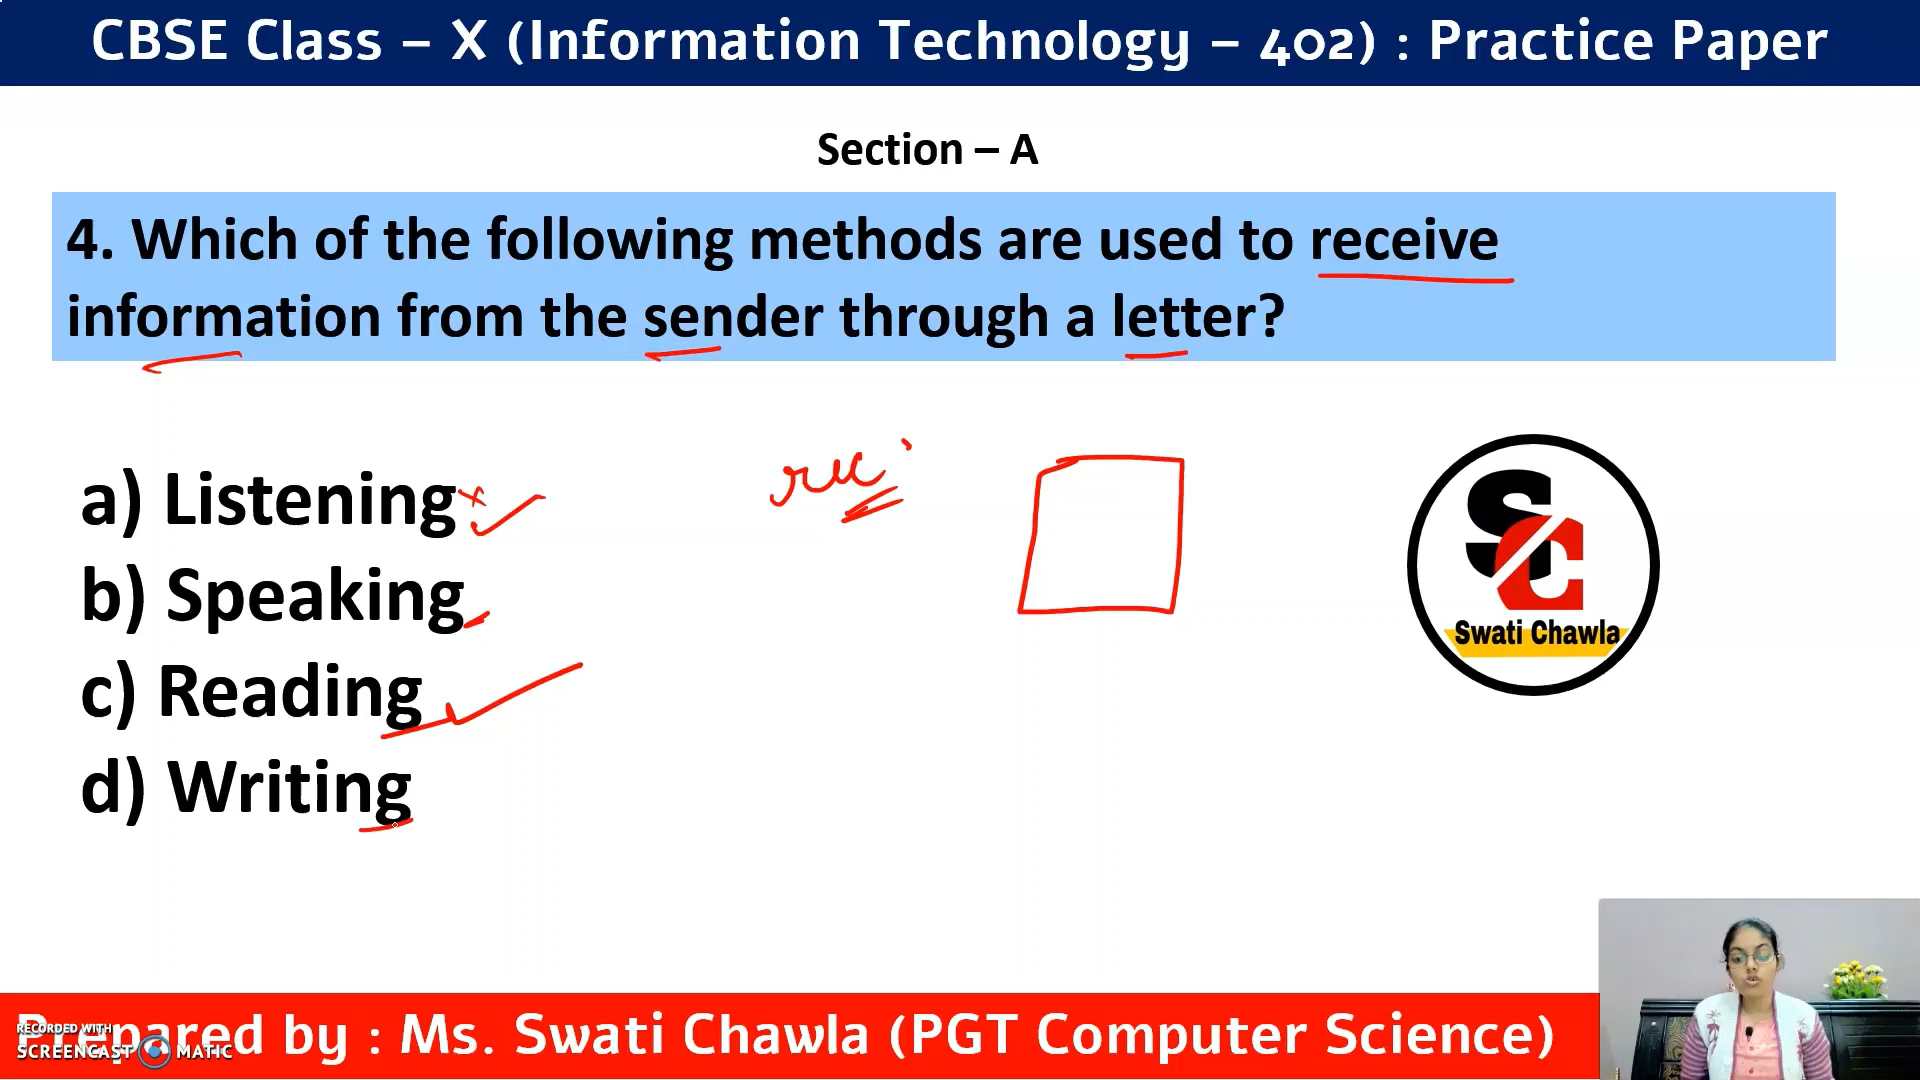 CBSE Class – X (Information Technology – 402) : Practice Paper
Section – A
4. Which of the following methods are used to receive
information from the sender through a letter?
rec
a) Listening
b) Speaking
c) Reading
d) Writing
SC
Swati Chawla
Prepared by : Ms. Swati Chawla (PGT Computer Science)
RECORDED WITH
SCREENCAST MATIC